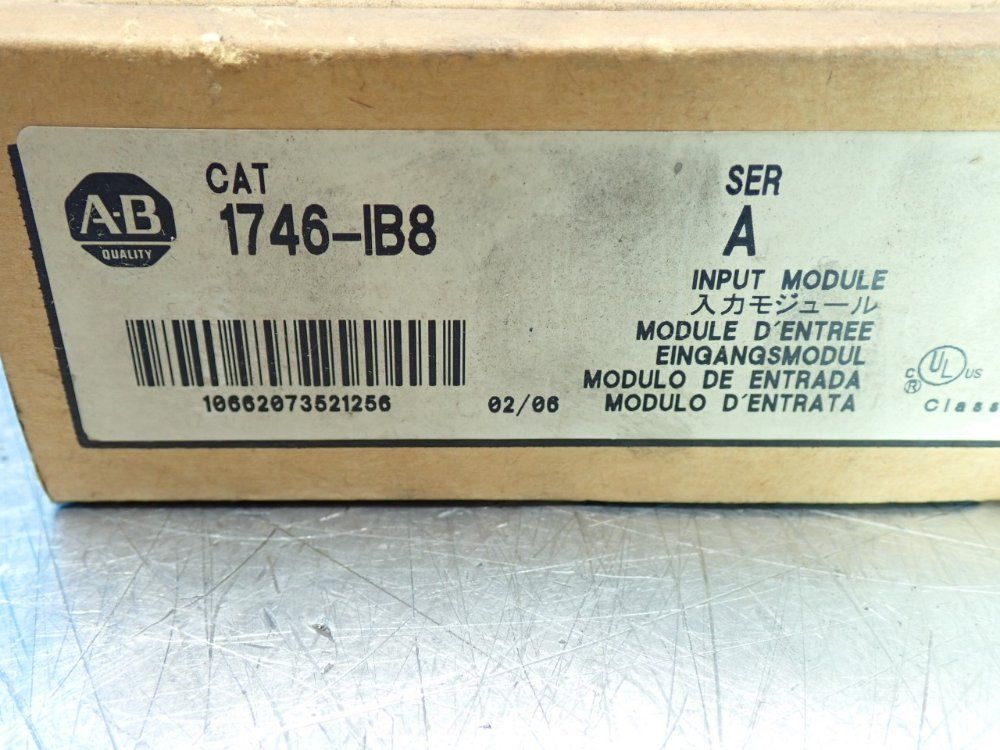 A-B
QUALITY
CAT
1746-IB8
SER
A
INPUT MODULE
入力モジュール
MODULE D'ENTREE
EINGANGSMODUL
MODULO DE ENTRADA
MODULO D'ENTRATA
10662073521256
02/06
C UL US
®
Class